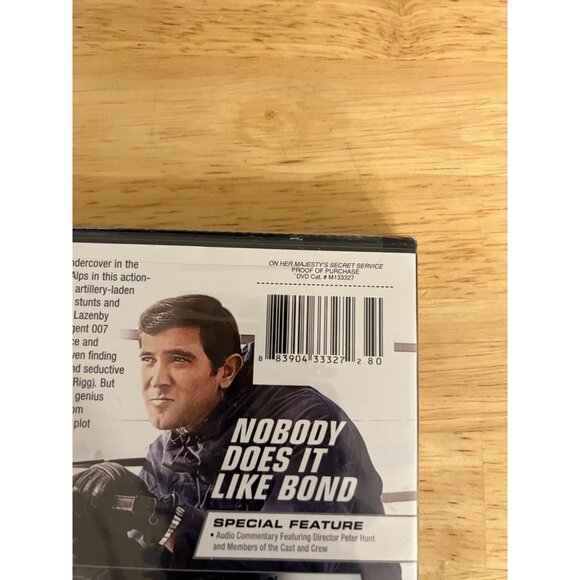 ndercover in the
Alps in this action-
artillery-laden
stunts and
Lazenby
gent 007
ce and
ven finding
nd seductive
Rigg). But
genius
om
plot
ON HER MAJESTY'S SECRET SERVICE
PROOF OF PURCHASE
DVD Cat. # M133327
8 83904 33327 2 80
NOBODY
DOES IT
LIKE BOND
SPECIAL FEATURE
• Audio Commentary Featuring Director Peter Hunt
and Members of the Cast and Crew